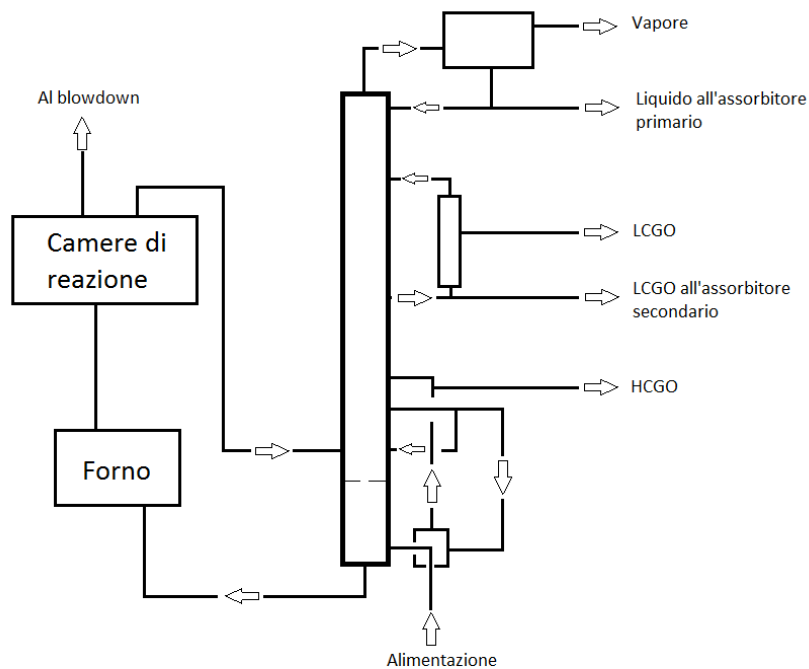 Vapore
Al blowdown
Liquido all'assorbitore
primario
Camere di
reazione
LCGO
LCGO all'assorbitore
secondario
HCGO
Forno
Alimentazione